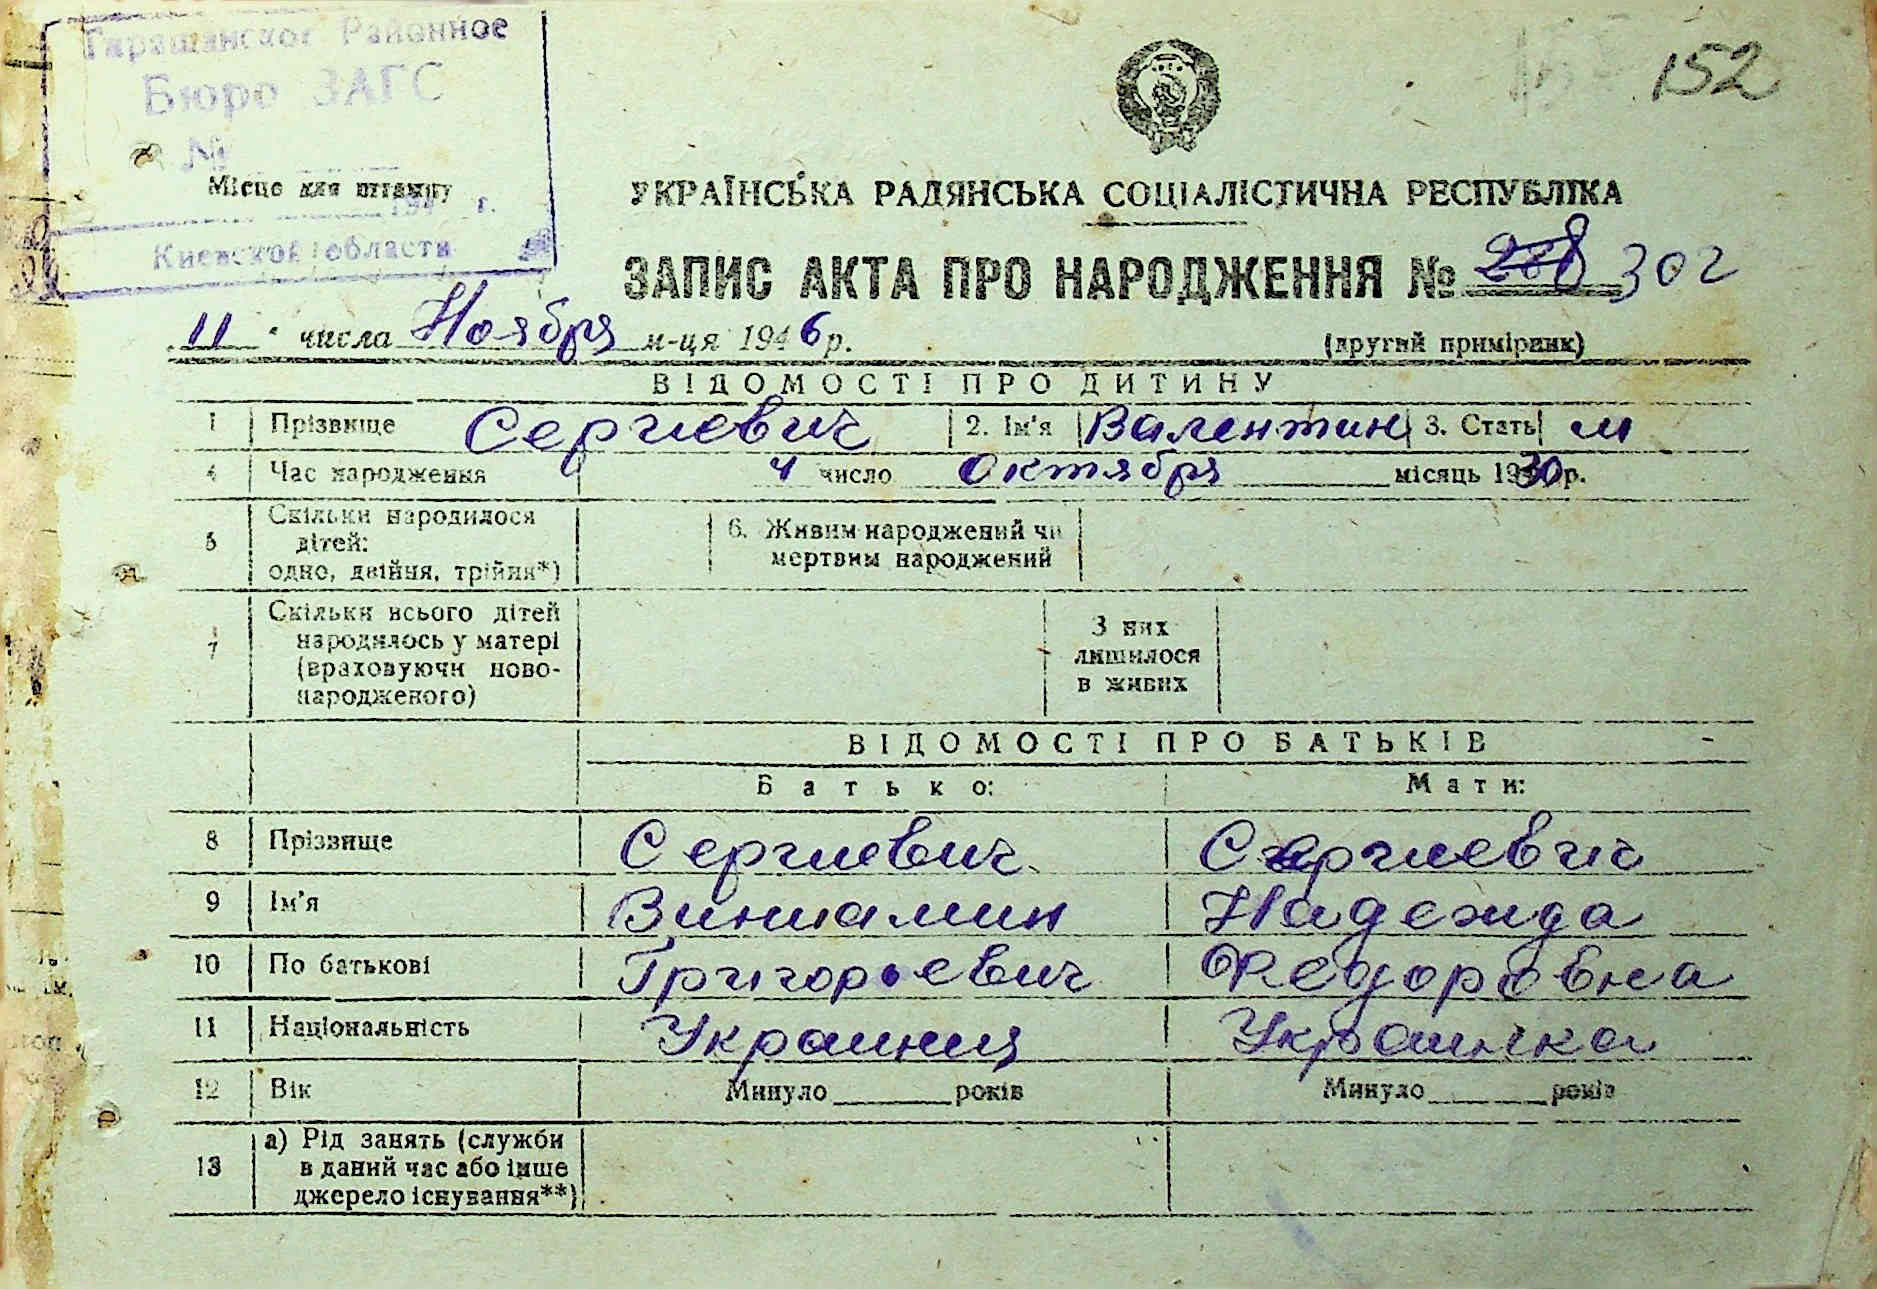 Таращанское Районное
Бюро ЗАГС
№
Місце для штампу
194 г.
Киевской области
152
УКРАЇНСЬКА РАДЯНСЬКА СОЦІАЛІСТИЧНА РЕСПУБЛІКА
ЗАПИС АКТА ПРО НАРОДЖЕННЯ № 302
11 числа Ноября м-ця 1946 р.
(другий примірник)
ВІДОМОСТІ ПРО ДИТИНУ
1 Прізвище Сергиевич 2. Ім'я Валентин 3. Стать м
4 Час народження 4 число Октября місяць 1930 р.
5 Скільки народилося дітей: одно, двійня, трійня*)
6. Живим народжений чи мертвим народжений
7 Скільки всього дітей народилось у матері (враховуючи новонародженого)
З них лишилося в живих
ВІДОМОСТІ ПРО БАТЬКІВ
Батько: Мати:
8 Прізвище Сергиевич Сергиевич
9 Ім'я Виниамин Надежда
10 По батькові Григорьевич Федоровна
11 Національність Украинец Украинка
12 Вік Минуло років Минуло років
13 а) Рід занять (служби в даний час або інше джерело існування**)